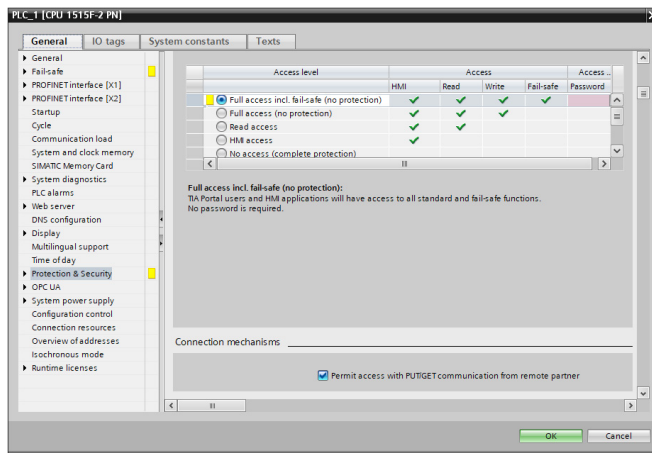 PLC_1 [CPU 1515F-2 PN]
General IO tags System constants Texts
General
Fail-safe
PROFINET interface [X1]
PROFINET interface [X2]
Startup
Cycle
Communication load
System and clock memory
SIMATIC Memory Card
System diagnostics
PLC alarms
Web server
DNS configuration
Display
Multilingual support
Time of day
Protection & Security
OPC UA
System power supply
Configuration control
Connection resources
Overview of addresses
Isochronous mode
Runtime licenses
Access level Access Access ..
HMI Read Write Fail-safe Password
Full access incl. fail-safe (no protection)
Full access (no protection)
Read access
HMI access
No access (complete protection)
Full access incl. fail-safe (no protection):
TIA Portal users and HMI applications will have access to all standard and fail-safe functions.
No password is required.
Connection mechanisms
Permit access with PUT/GET communication from remote partner
OK Cancel